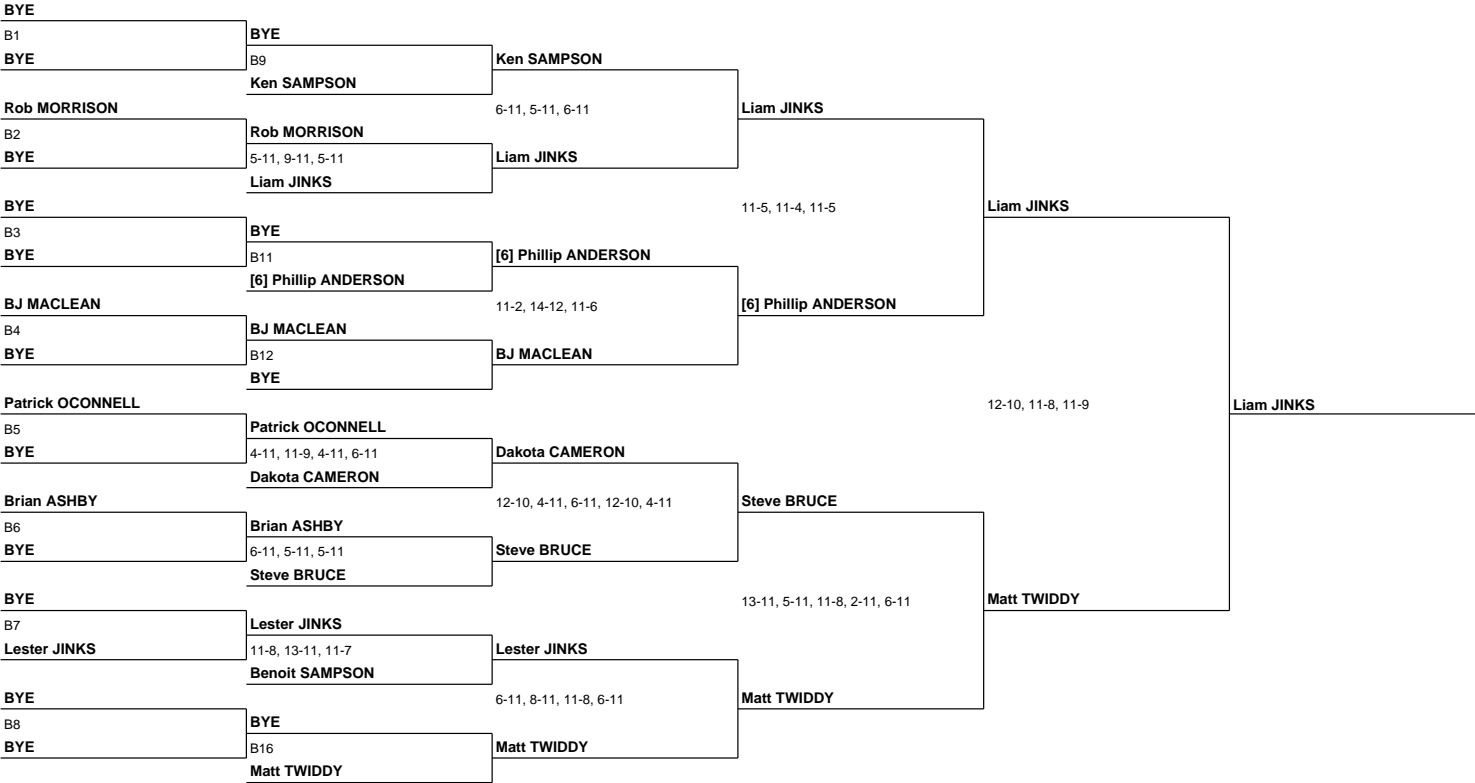 BYE
B1
BYE
BYE
B9
Ken SAMPSON
Ken SAMPSON
Rob MORRISON
B2
BYE
Rob MORRISON
5-11, 9-11, 5-11
Liam JINKS
6-11, 5-11, 6-11
Liam JINKS
Liam JINKS
BYE
B3
BYE
BYE
B11
[6] Phillip ANDERSON
[6] Phillip ANDERSON
11-5, 11-4, 11-5
Liam JINKS
BJ MACLEAN
B4
BYE
BJ MACLEAN
B12
BYE
11-2, 14-12, 11-6
BJ MACLEAN
[6] Phillip ANDERSON
Patrick OCONNELL
B5
BYE
Patrick OCONNELL
4-11, 11-9, 4-11, 6-11
Dakota CAMERON
Dakota CAMERON
12-10, 11-8, 11-9
Liam JINKS
Brian ASHBY
B6
BYE
Brian ASHBY
6-11, 5-11, 5-11
Steve BRUCE
12-10, 4-11, 6-11, 12-10, 4-11
Steve BRUCE
Steve BRUCE
BYE
B7
Lester JINKS
Lester JINKS
11-8, 13-11, 11-7
Benoit SAMPSON
Lester JINKS
13-11, 5-11, 11-8, 2-11, 6-11
Matt TWIDDY
BYE
B8
BYE
BYE
B16
Matt TWIDDY
6-11, 8-11, 11-8, 6-11
Matt TWIDDY
Matt TWIDDY